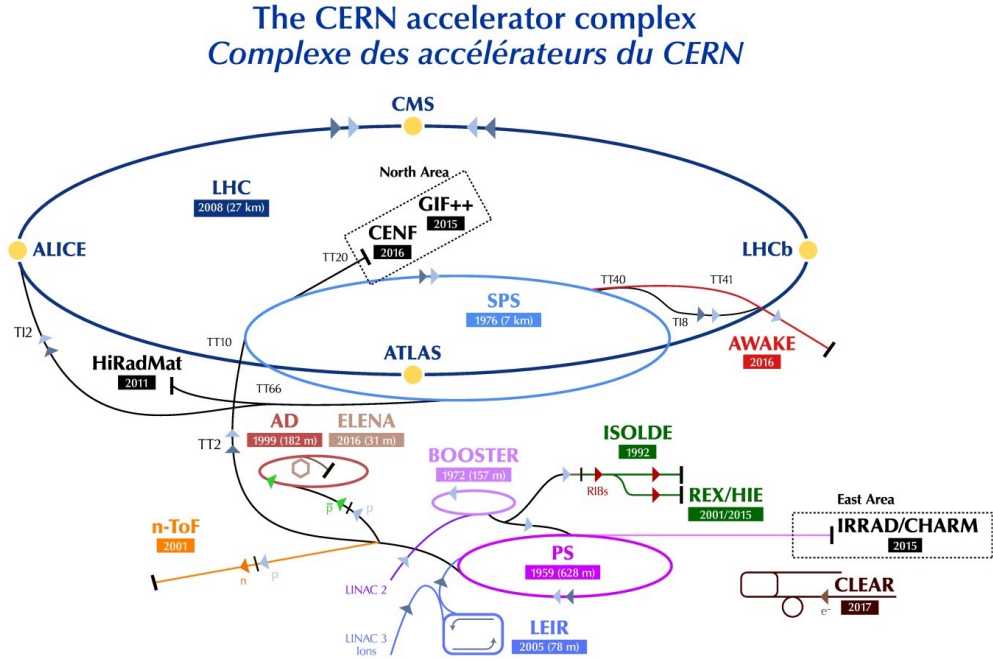 The CERN accelerator complex
Complexe des accélérateurs du CERN
CMS
North Area
LHC
2008 (27 km)
GIF++
2015
CENF
2016
ALICE
LHCb
TT20
TT40
TT41
SPS
1976 (7 km)
TI2
TI8
TT10
ATLAS
AWAKE
2016
HiRadMat
2011
TT66
AD
1999 (182 m)
ELENA
2016 (31 m)
TT2
ISOLDE
1992
BOOSTER
1972 (157 m)
RIBs
REX/HIE
2001/2015
East Area
p̅
p
n-ToF
2001
IRRAD/CHARM
2015
PS
1959 (628 m)
n
p
LINAC 2
CLEAR
2017
e-
LINAC 3
Ions
LEIR
2005 (78 m)